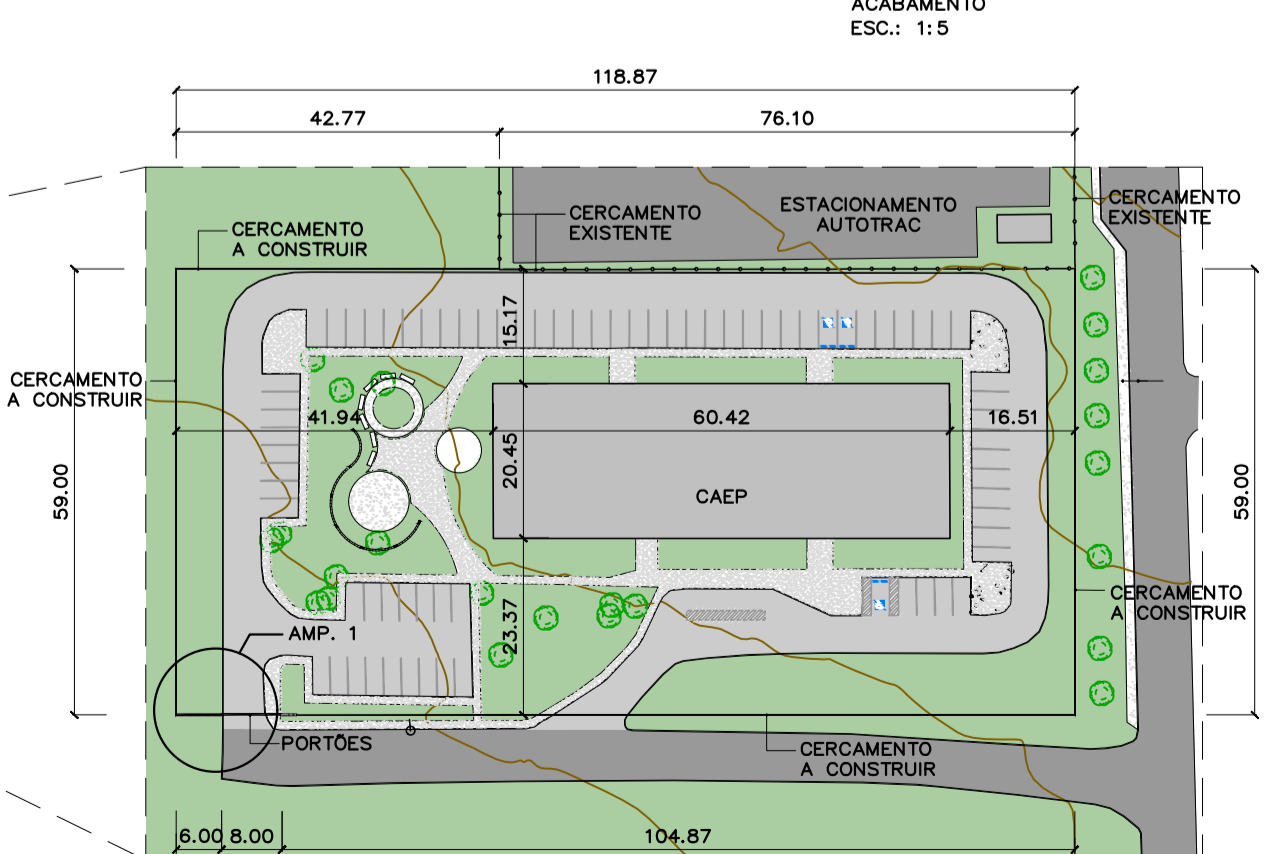 ACABAMENTO
ESC.: 1:5
118.87
42.77
76.10
CERCAMENTO
A CONSTRUIR
CERCAMENTO
EXISTENTE
ESTACIONAMENTO
AUTOTRAC
CERCAMENTO
EXISTENTE
15.17
CERCAMENTO
A CONSTRUIR
41.94
60.42
16.51
20.45
CAEP
59.00
59.00
CERCAMENTO
A CONSTRUIR
AMP. 1
23.37
PORTÕES
CERCAMENTO
A CONSTRUIR
6.00
8.00
104.87